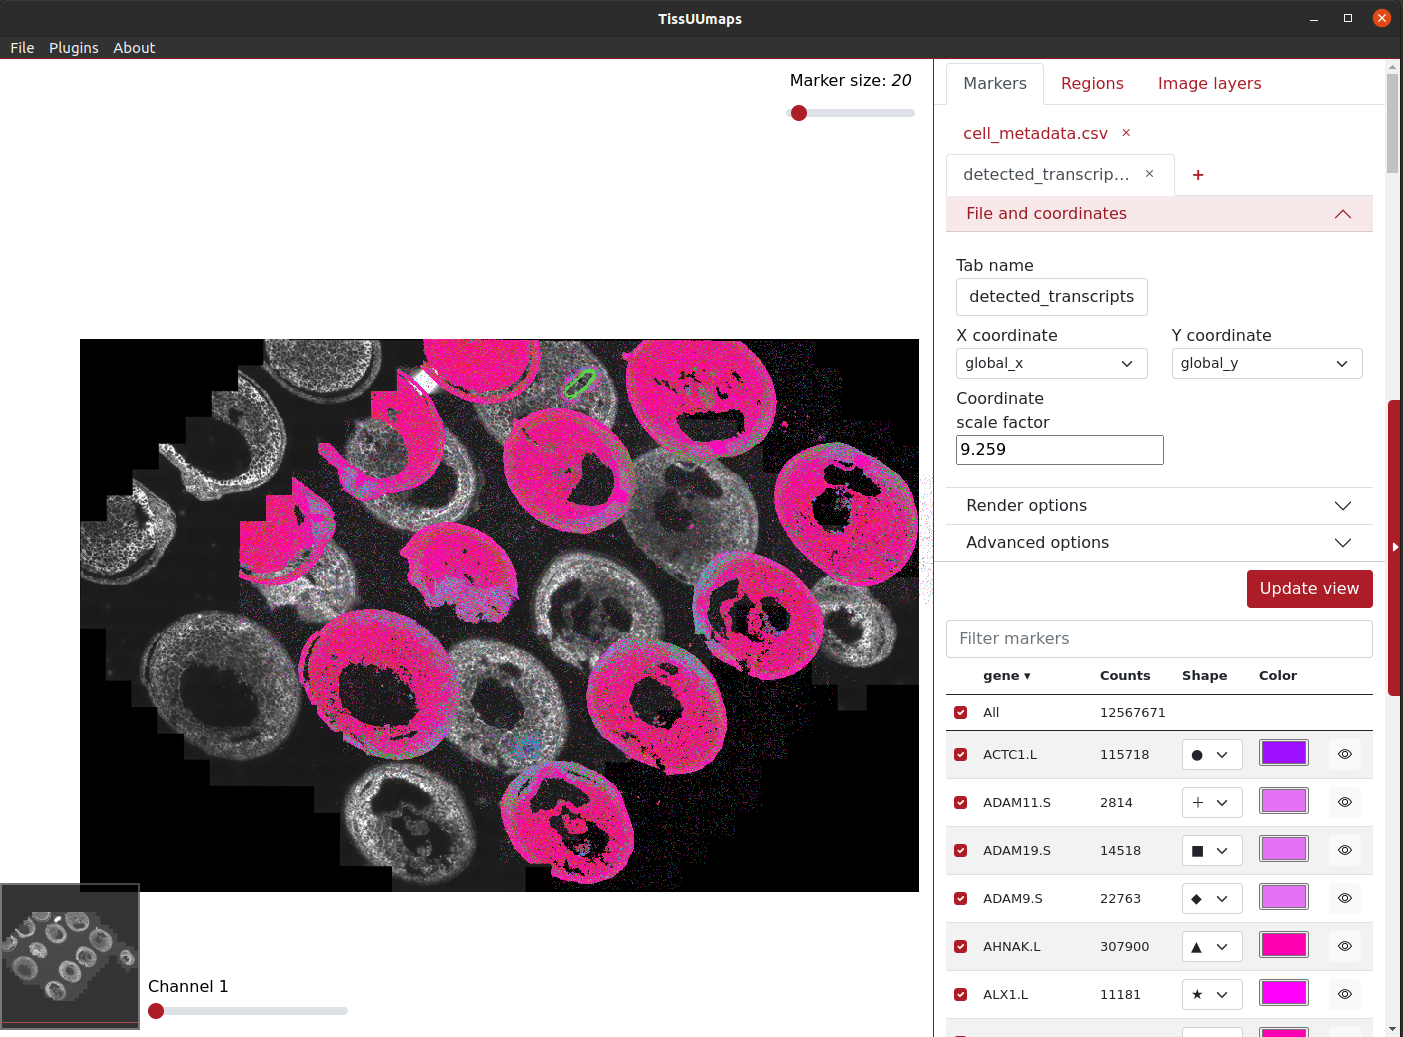 TissUUmaps
File Plugins About
Marker size: 20
Markers Regions Image layers
cell_metadata.csv ×
detected_transcrip... × +
File and coordinates
Tab name
detected_transcripts
X coordinate Y coordinate
global_x global_y
Coordinate
scale factor
9.259
Render options
Advanced options
Update view
Filter markers
gene ▾ Counts Shape Color
All 12567671
ACTC1.L 115718
ADAM11.S 2814
ADAM19.S 14518
ADAM9.S 22763
AHNAK.L 307900
ALX1.L 11181
Channel 1